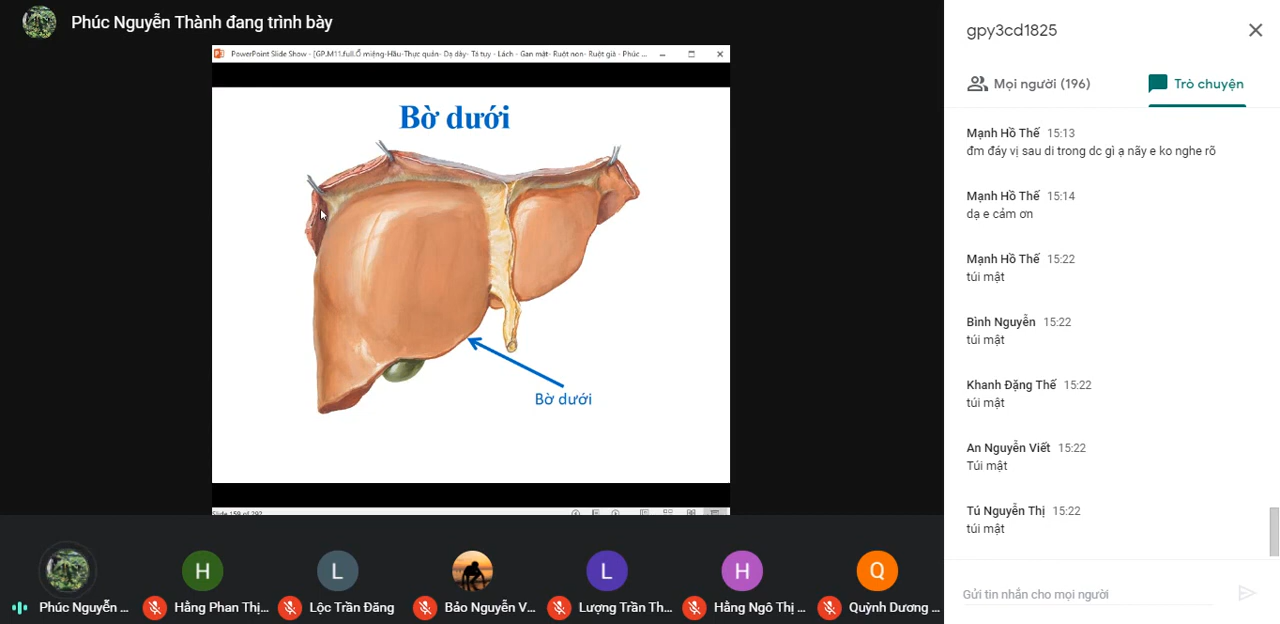 Phúc Nguyễn Thành đang trình bày
PowerPoint Slide Show - [GP.M11.full.Ổ miệng-Hầu-Thực quản- Dạ dày- Tá tụy - Lách - Gan mật- Ruột non- Ruột già - Phúc ...
Bờ dưới
Bờ dưới
Slide 159 of 292
Phúc Nguyễn ...
H
Hằng Phan Thị...
L
Lộc Trần Đăng
Bảo Nguyễn V...
L
Lượng Trần Th...
H
Hằng Ngô Thị ...
Q
Quỳnh Dương ...
gpy3cd1825
Mọi người (196)
Trò chuyện
Mạnh Hồ Thế 15:13
đm đáy vị sau di trong dc gì ạ nãy e ko nghe rõ
Mạnh Hồ Thế 15:14
dạ e cảm ơn
Mạnh Hồ Thế 15:22
túi mật
Bình Nguyễn 15:22
túi mật
Khanh Đặng Thế 15:22
túi mật
An Nguyễn Viết 15:22
Túi mật
Tú Nguyễn Thị 15:22
túi mật
Gửi tin nhắn cho mọi người